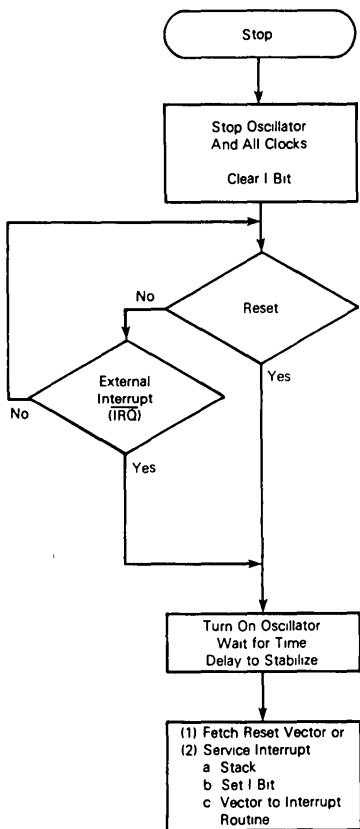 Stop
Stop Oscillator
And All Clocks
Clear I Bit
No
Reset
Yes
External
Interrupt
(IRQ)
No
Yes
Turn On Oscillator
Wait for Time
Delay to Stabilize
(1) Fetch Reset Vector or
(2) Service Interrupt
a Stack
b Set I Bit
c Vector to Interrupt
Routine